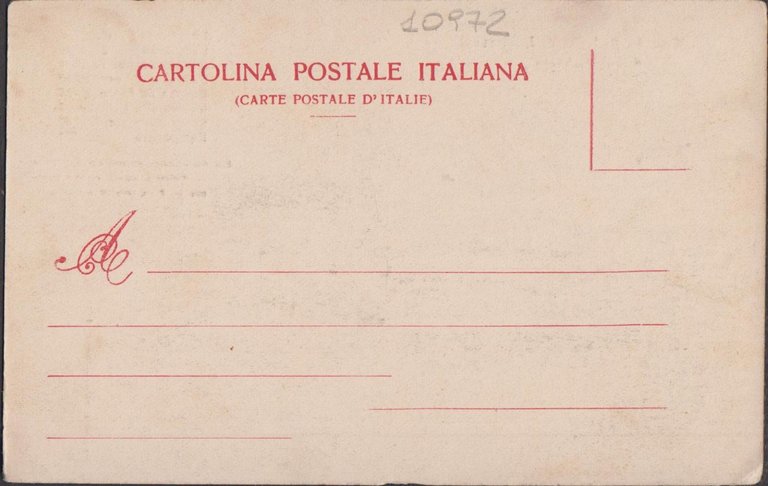 10972
CARTOLINA POSTALE ITALIANA
(CARTE POSTALE D'ITALIE)
A